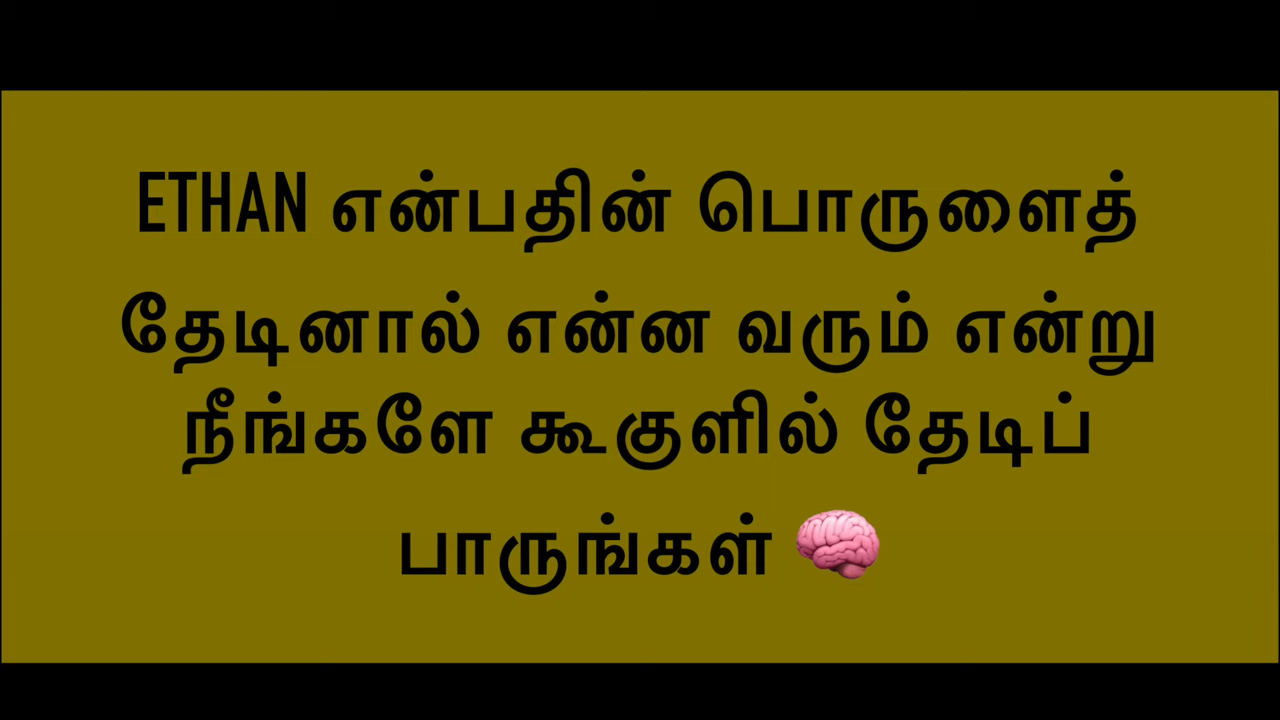 ETHAN என்பதின் பொருளைத்
தேடினால் என்ன வரும் என்று
நீங்களே கூகுளில் தேடிப்
பாருங்கள் 🧠